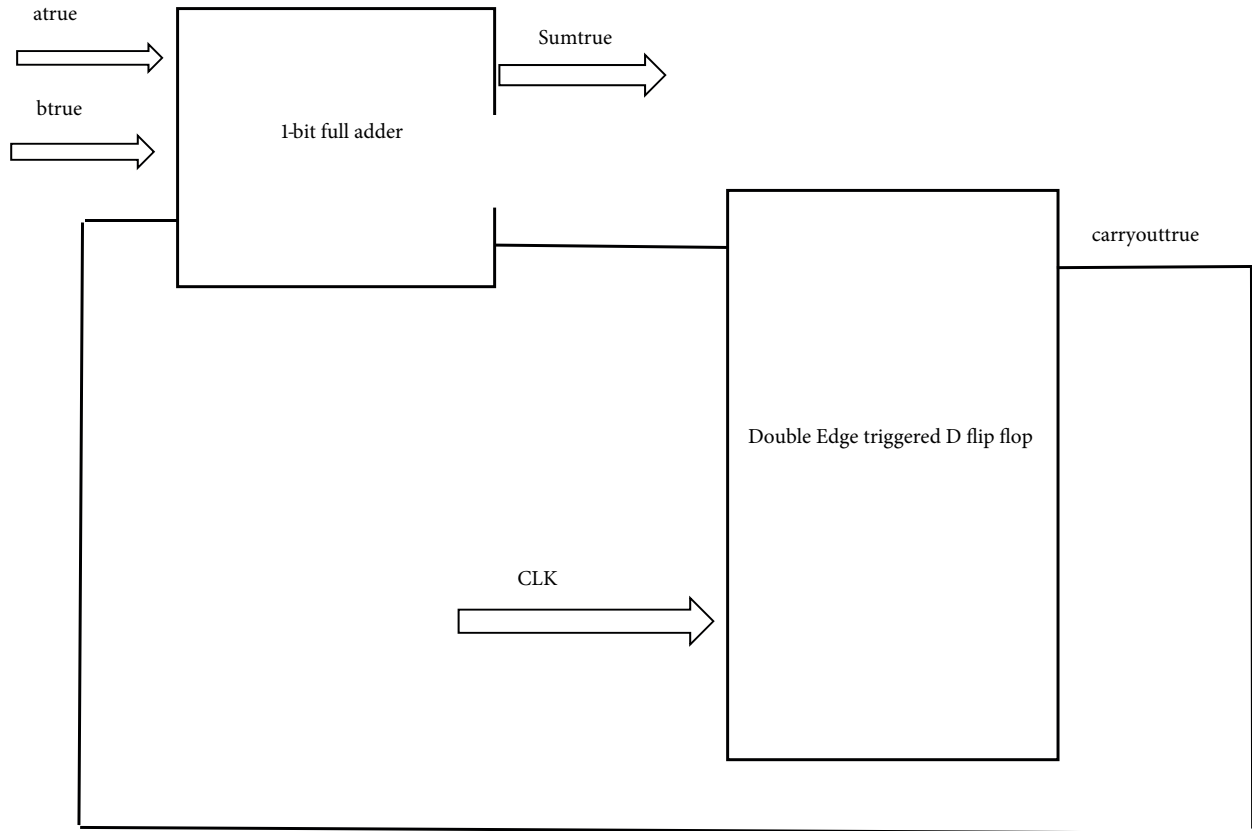 atrue
Sumtrue
btrue
1-bit full adder
carryouttrue
Double Edge triggered D flip flop
CLK